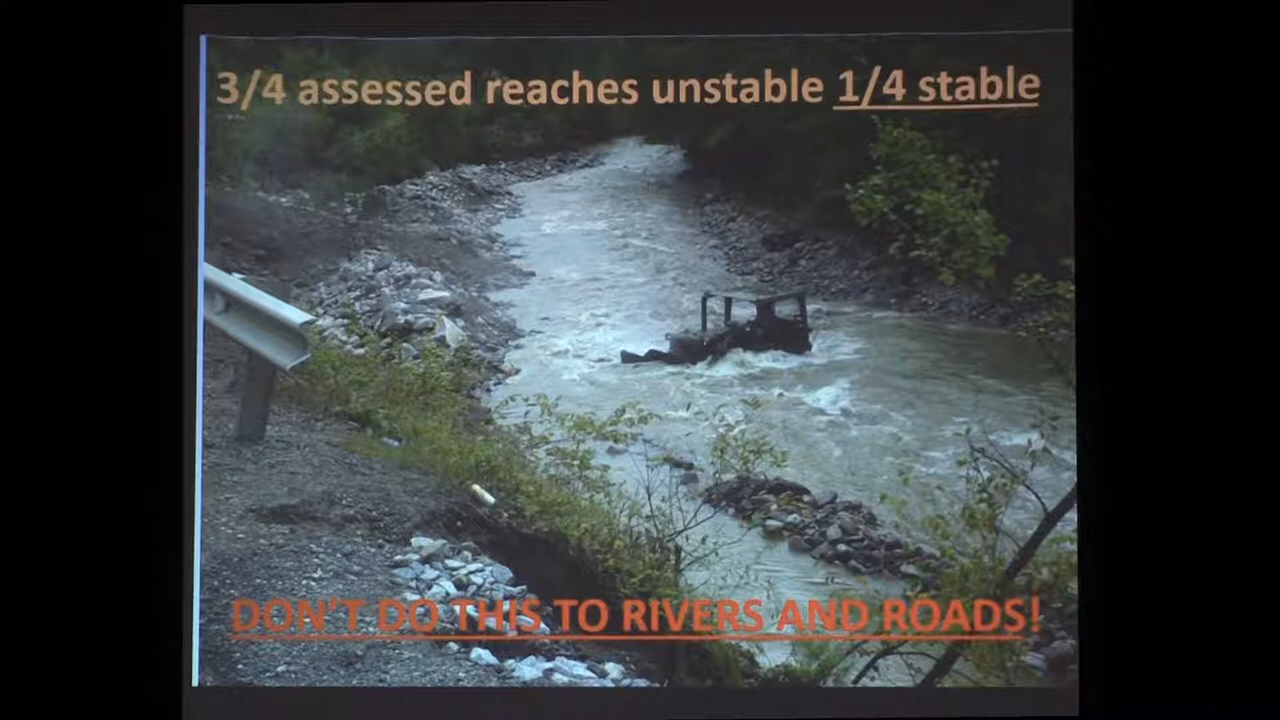 3/4 assessed reaches unstable 1/4 stable
DON'T DO THIS TO RIVERS AND ROADS!